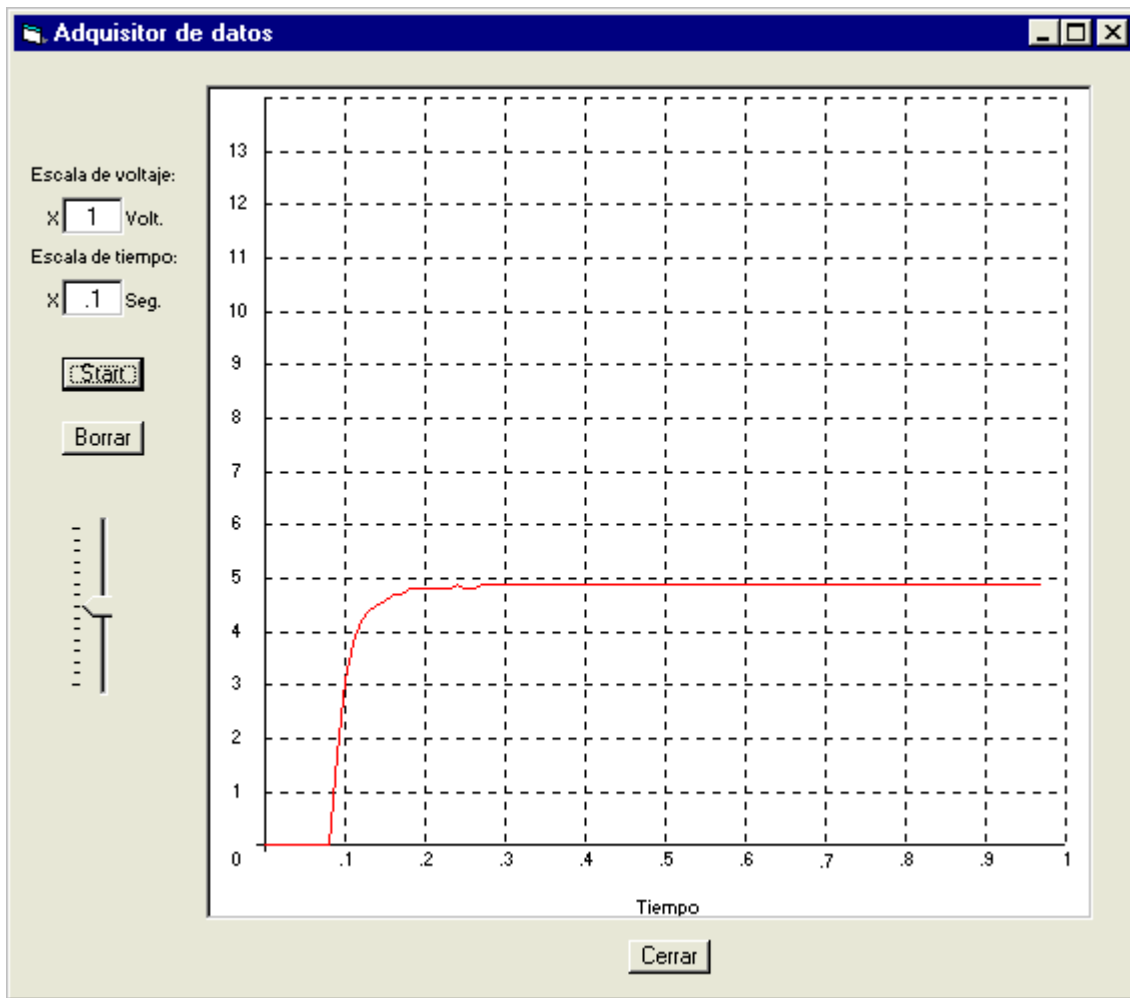 Adquisitor de datos
Escala de voltaje:
X 1 Volt.
Escala de tiempo:
X .1 Seg.
Start
Borrar
13
12
11
10
9
8
7
6
5
4
3
2
1
0 .1 .2 .3 .4 .5 .6 .7 .8 .9 1
Tiempo
Cerrar